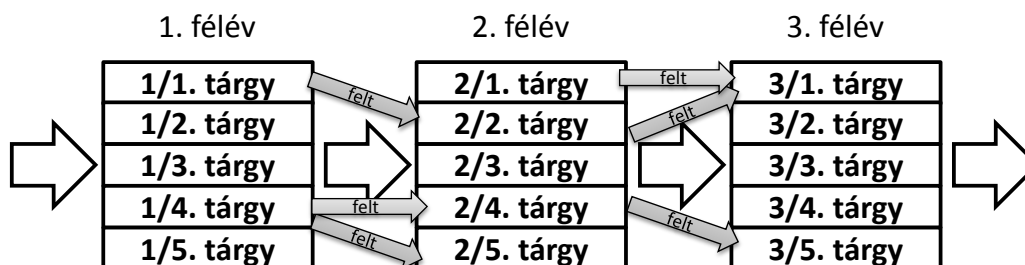 1. félév 2. félév 3. félév
1/1. tárgy felt 2/1. tárgy felt 3/1. tárgy
1/2. tárgy 2/2. tárgy felt 3/2. tárgy
1/3. tárgy 2/3. tárgy 3/3. tárgy
1/4. tárgy felt 2/4. tárgy felt 3/4. tárgy
1/5. tárgy felt 2/5. tárgy 3/5. tárgy